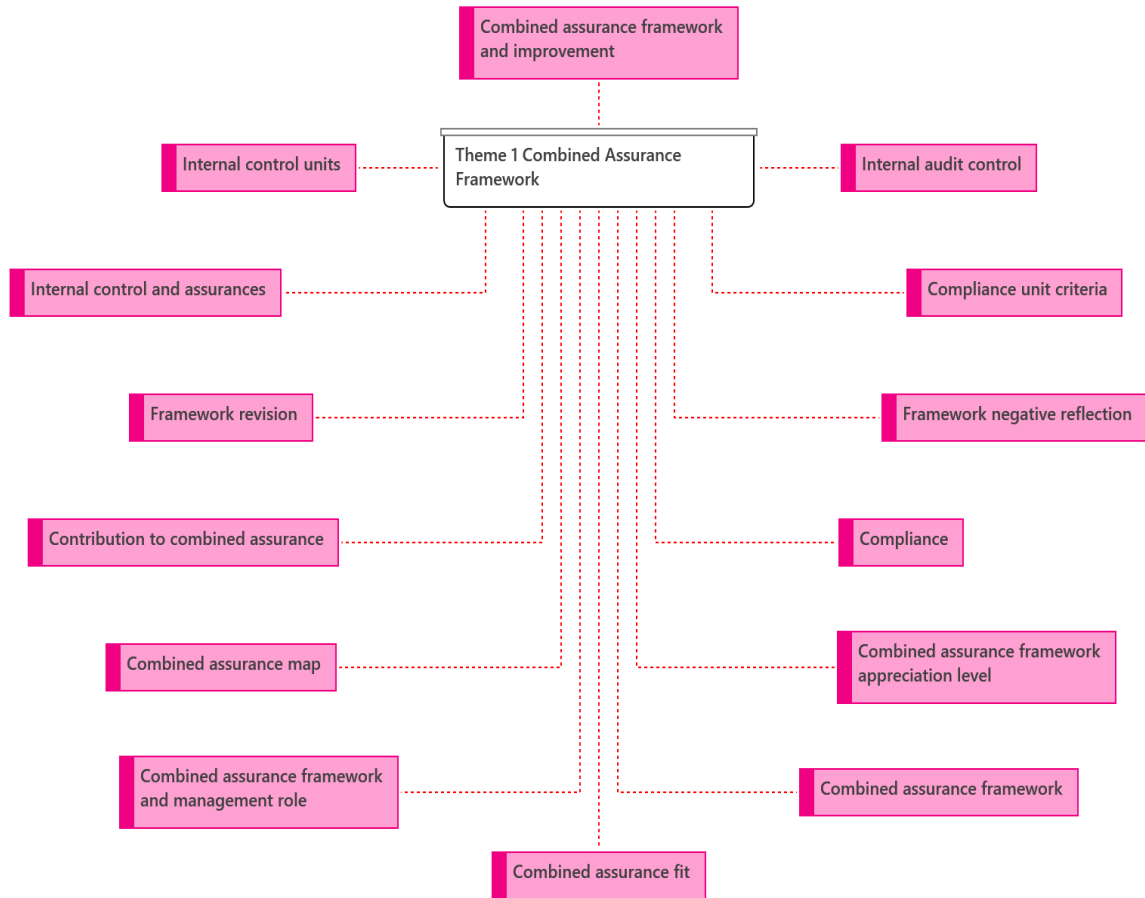 Combined assurance framework
and improvement
Theme 1 Combined Assurance
Framework
Internal control units
Internal audit control
Internal control and assurances
Compliance unit criteria
Framework revision
Framework negative reflection
Contribution to combined assurance
Compliance
Combined assurance map
Combined assurance framework
appreciation level
Combined assurance framework
and management role
Combined assurance framework
Combined assurance fit